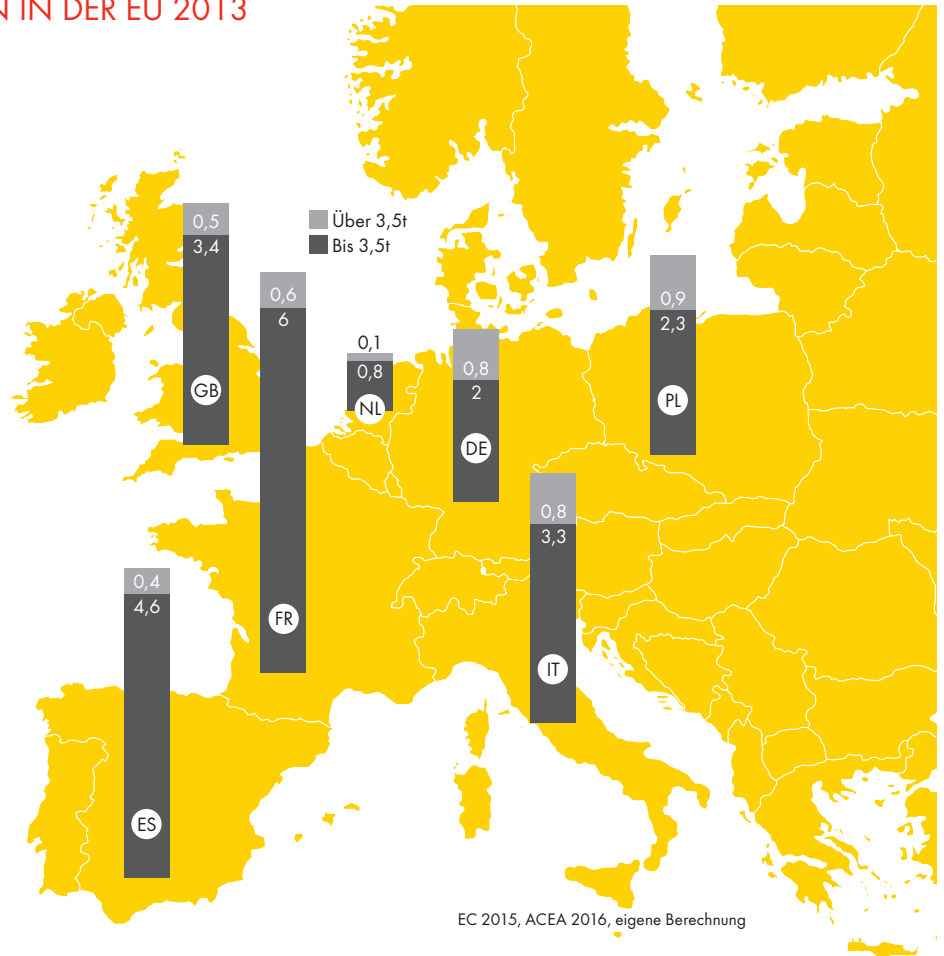 N IN DER EU 2013
Über 3,5t
Bis 3,5t
0,5
3,4
GB
0,6
6
FR
0,1
0,8
NL
0,8
2
DE
0,9
2,3
PL
0,8
3,3
IT
0,4
4,6
ES
EC 2015, ACEA 2016, eigene Berechnung